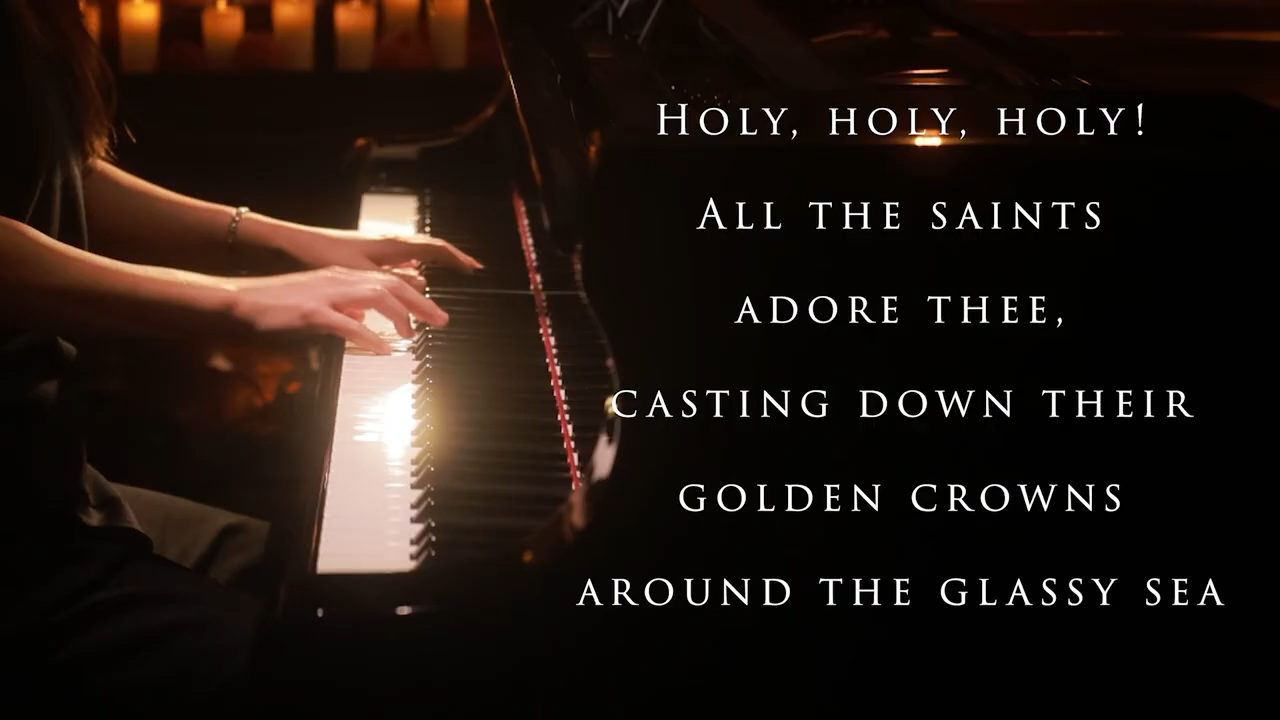 Holy, holy, holy!
All the saints
adore Thee,
casting down their
golden crowns
around the glassy sea